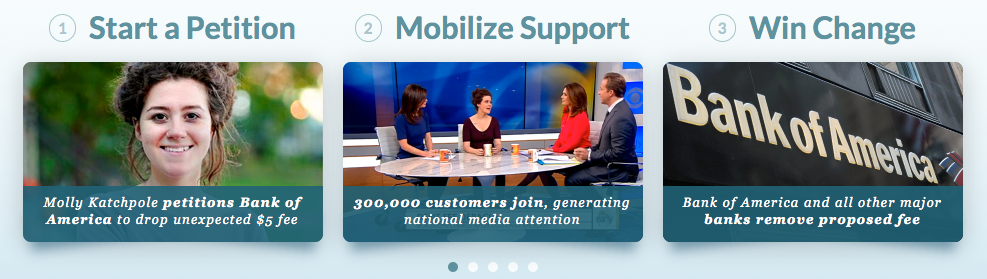 1 Start a Petition
2 Mobilize Support
3 Win Change
Molly Katchpole petitions Bank of
America to drop unexpected $5 fee
300,000 customers join, generating
national media attention
Bank of America
Bank of America and all other major
banks remove proposed fee